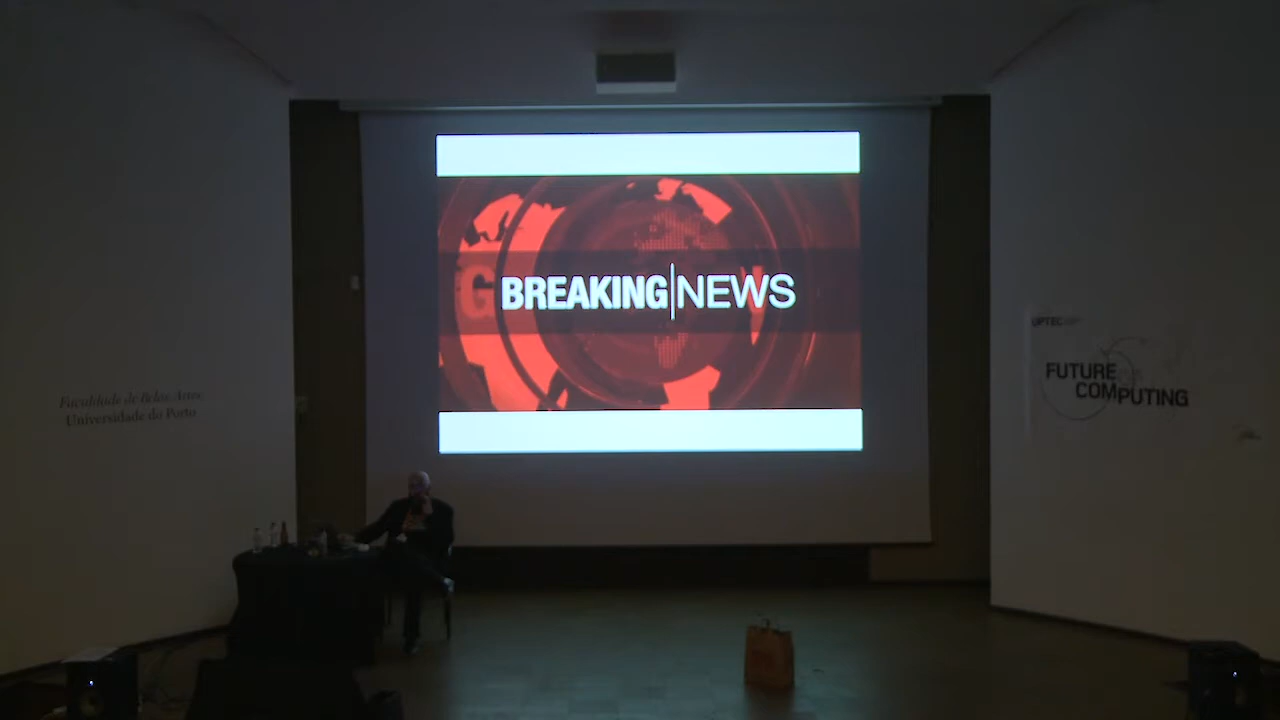 BREAKING|NEWS
Faculdade de Belas Artes
Universidade do Porto
UPTEC
FUTURE
COMPUTING